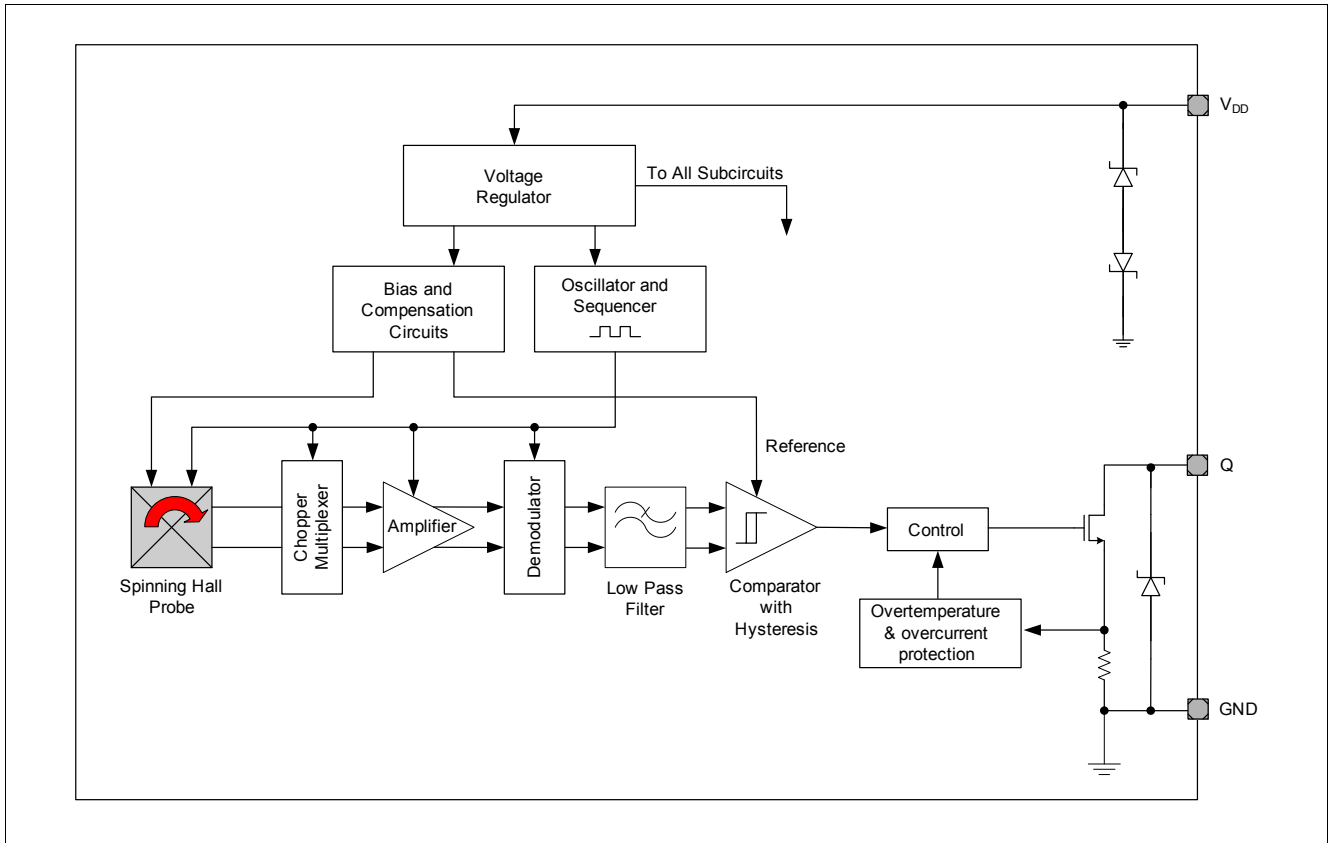 V_DD
Voltage
Regulator
To All Subcircuits
Bias and
Compensation
Circuits
Oscillator and
Sequencer
Reference
Q
Chopper
Multiplexer
Amplifier
Demodulator
Control
Spinning Hall
Probe
Low Pass
Filter
Comparator
with
Hysteresis
Overtemperature
& overcurrent
protection
GND